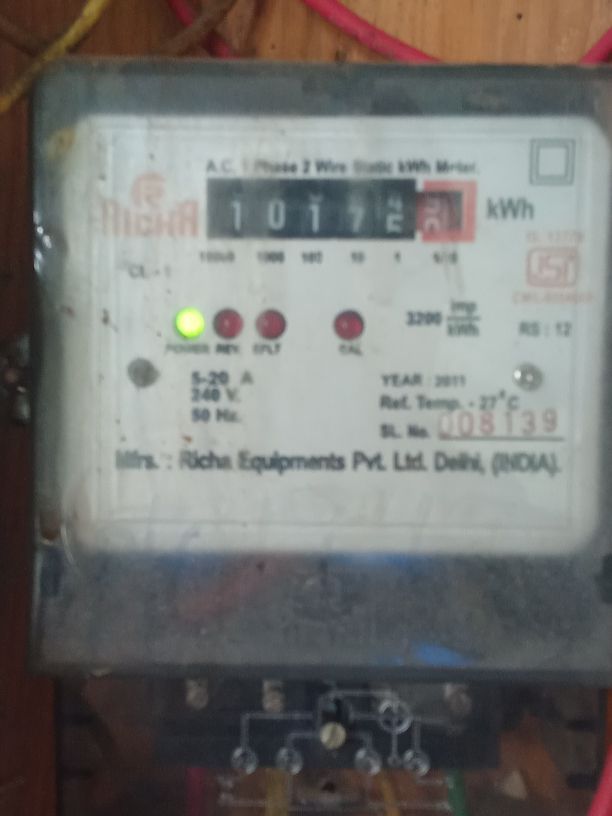 A.C. 1 Phase 2 Wire Static kWh Meter.
RICHA
1 0 1 7 kWh
10000 1000 100 10 1 1/10
CL - 1
POWER REV. EPLT CAL
3200 imp/kWh
RS : 12
5-20 A
240 V.
50 Hz.
YEAR : 2011
Ref. Temp. - 27°C
SL. No. 008139
Mfrs. : Richa Equipments Pvt. Ltd. Delhi, (INDIA).